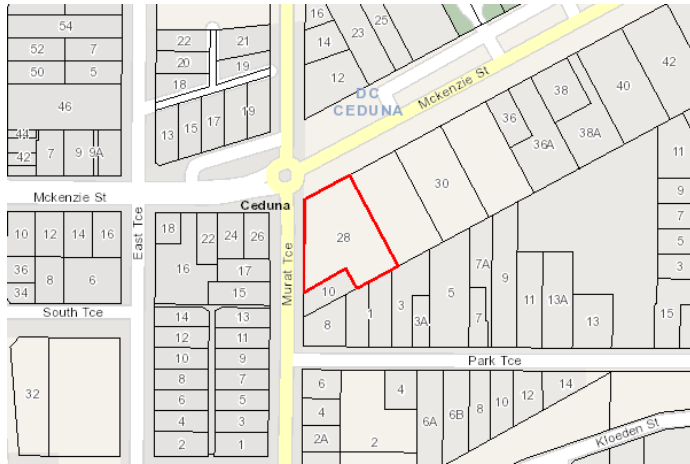 54
52 7
50 5
46
44
42
7 9 9A
22 21
20 19
18
13 15 17 19
16
14
12
25
23
DC
CEDUNA
Mckenzie St
36
36A
38
38A
40
42
30
28
11
9
7
5
3
15
Mckenzie St
Ceduna
East Tce
Murat Tce
10 12 14 16
36
34
8 6
South Tce
18
22 24 26
16
17
15
14 13
12 11
10 9
8 7
6 5
4 3
2 1
32
10
8
1
3
3A
5
7A
7
9
11
13A
13
Park Tce
6
4
2A
4
2
6A
6B
8
10
12
14
Kloeden St